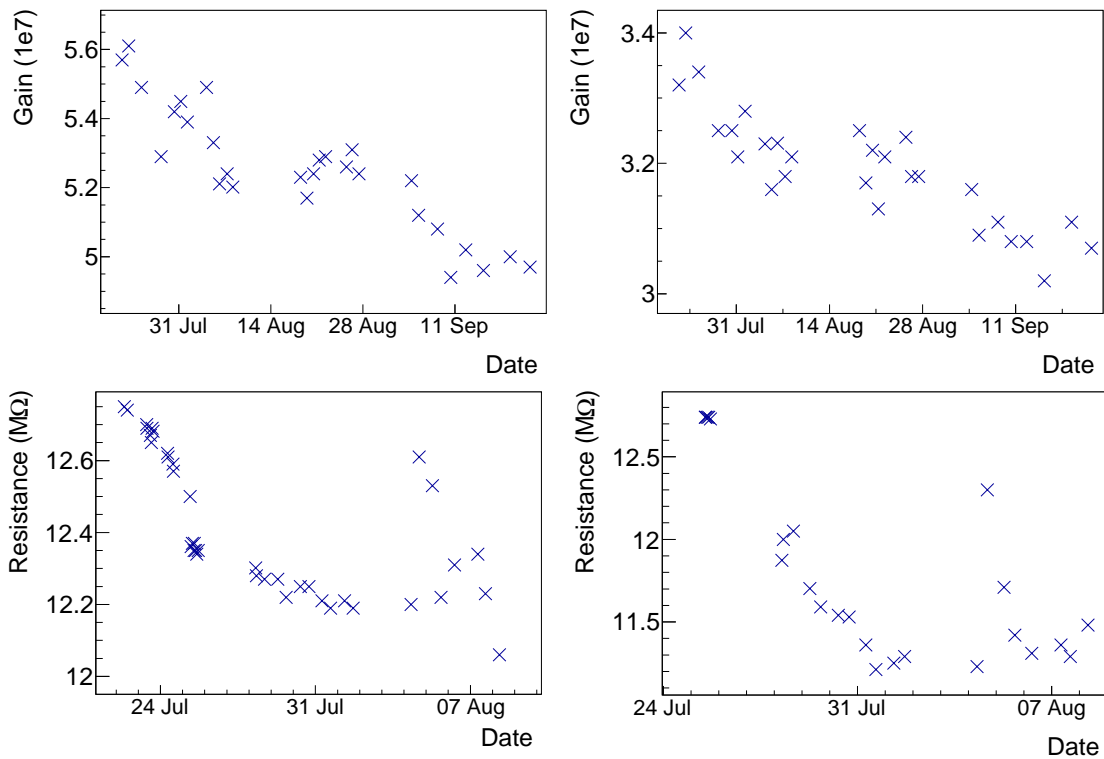 Gain (1e7)
5.6
5.4
5.2
5
31 Jul
14 Aug
28 Aug
11 Sep
Date
Gain (1e7)
3.4
3.2
3
31 Jul
14 Aug
28 Aug
11 Sep
Date
Resistance (MΩ)
12.6
12.4
12.2
12
24 Jul
31 Jul
07 Aug
Date
Resistance (MΩ)
12.5
12
11.5
24 Jul
31 Jul
07 Aug
Date